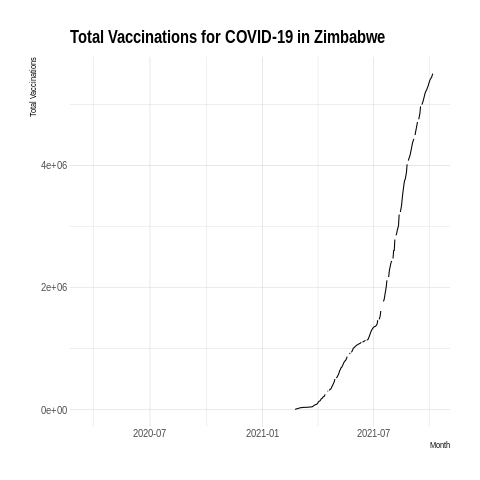 Total Vaccinations for COVID-19 in Zimbabwe
Total Vaccinations
4e+06
2e+06
0e+00
2020-07
2021-01
2021-07
Month